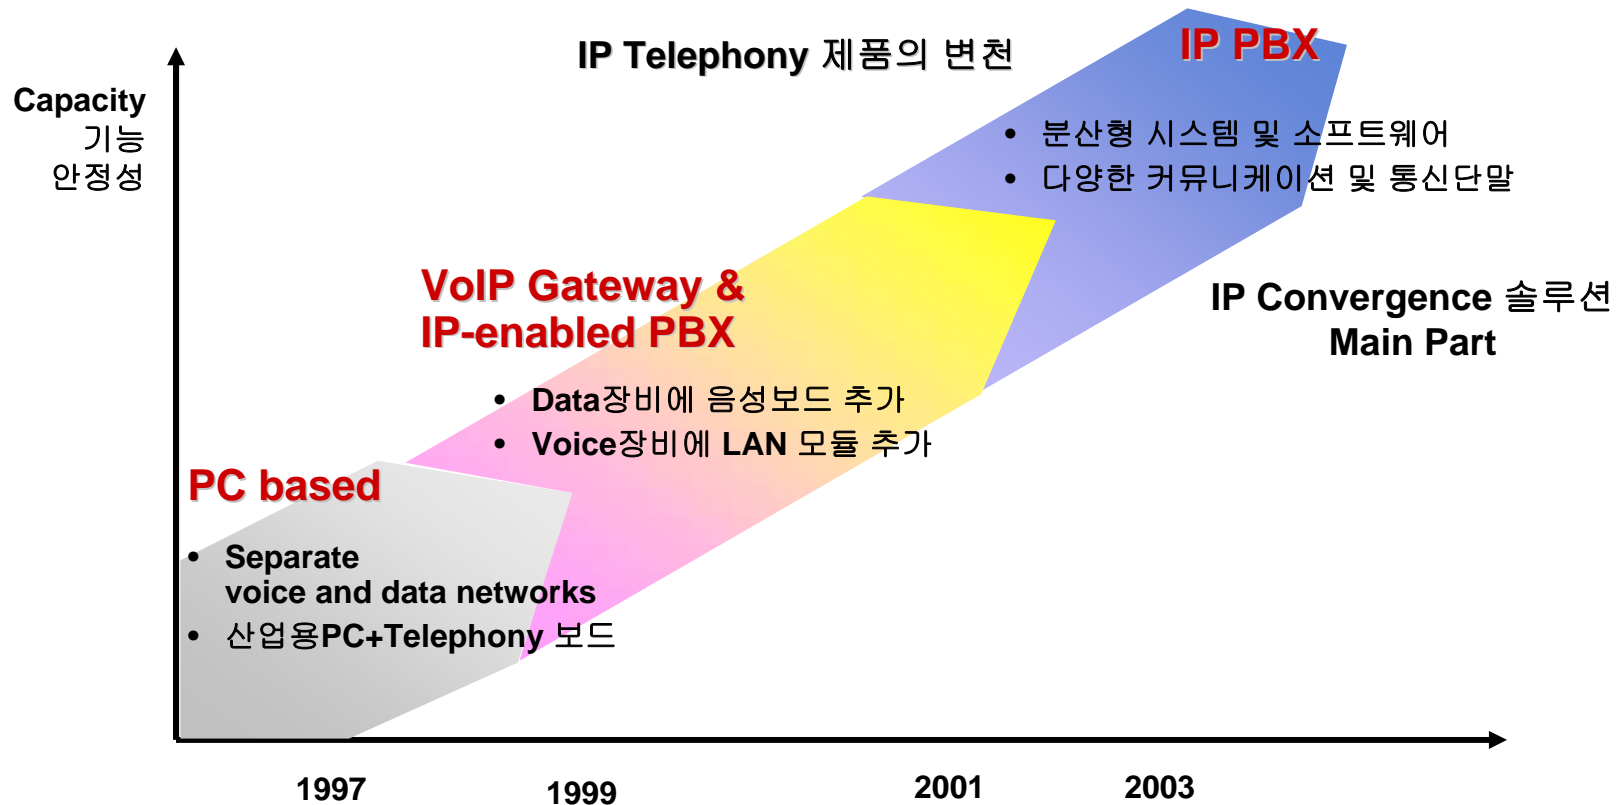 IP Telephony 제품의 변천
Capacity
기능
안정성
IP PBX
• 분산형 시스템 및 소프트웨어
• 다양한 커뮤니케이션 및 통신단말
VoIP Gateway &
IP-enabled PBX
• Data장비에 음성보드 추가
• Voice장비에 LAN 모듈 추가
IP Convergence 솔루션
Main Part
PC based
• Separate
voice and data networks
• 산업용PC+Telephony 보드
1997
1999
2001
2003